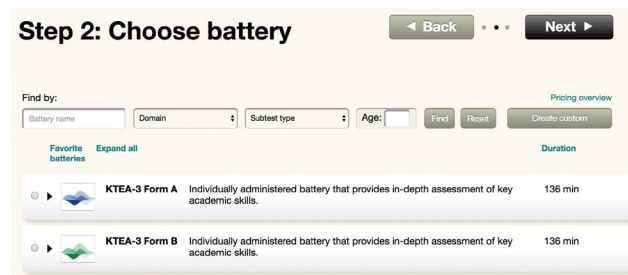 Step 2: Choose battery
◄ Back
Next ►
Find by:
Pricing overview
Battery name
Domain
Subtest type
Age:
Find
Reset
Create custom
Favorite
batteries
Expand all
Duration
KTEA-3 Form A
Individually administered battery that provides in-depth assessment of key
academic skills.
136 min
KTEA-3 Form B
Individually administered battery that provides in-depth assessment of key
academic skills.
136 min